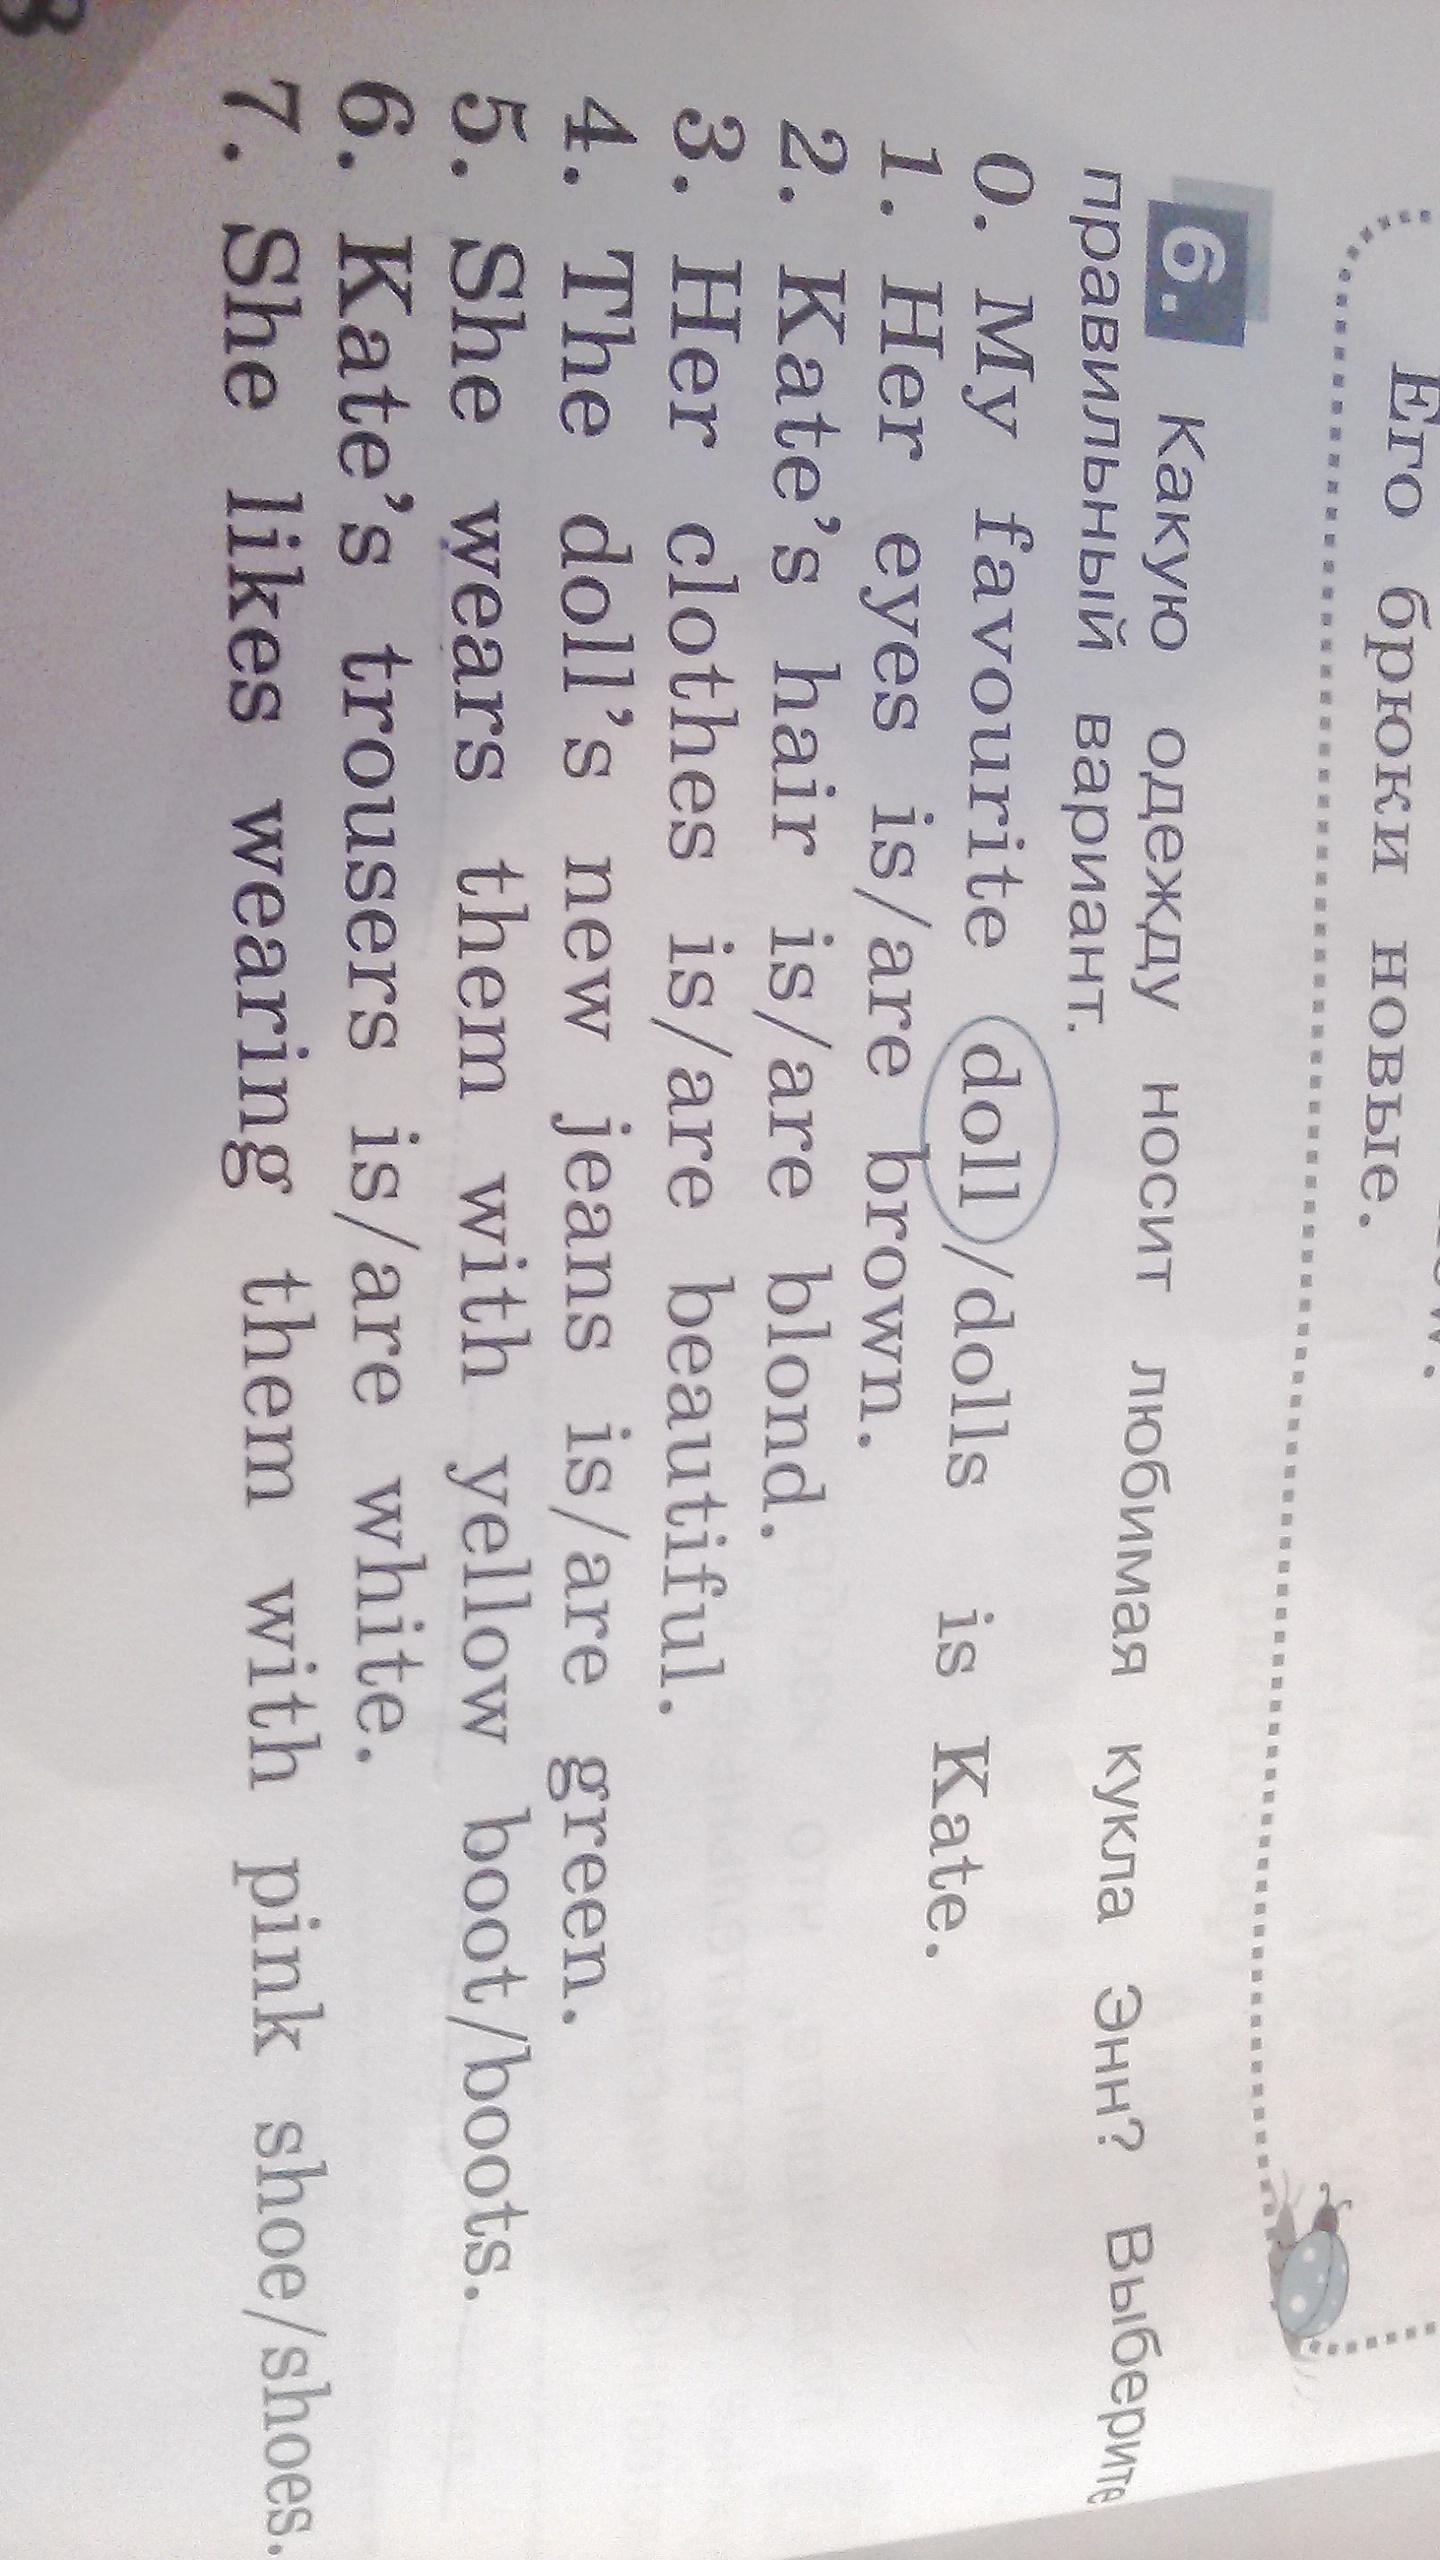 Его брюки новые.
6. Какую одежду носит любимая кукла Энн? Выберите
правильный вариант.
0. My favourite doll/dolls is Kate.
1. Her eyes is/are brown.
2. Kate's hair is/are blond.
3. Her clothes is/are beautiful.
4. The doll's new jeans is/are green.
5. She wears them with yellow boot/boots.
6. Kate's trousers is/are white.
7. She likes wearing them with pink shoe/shoes.